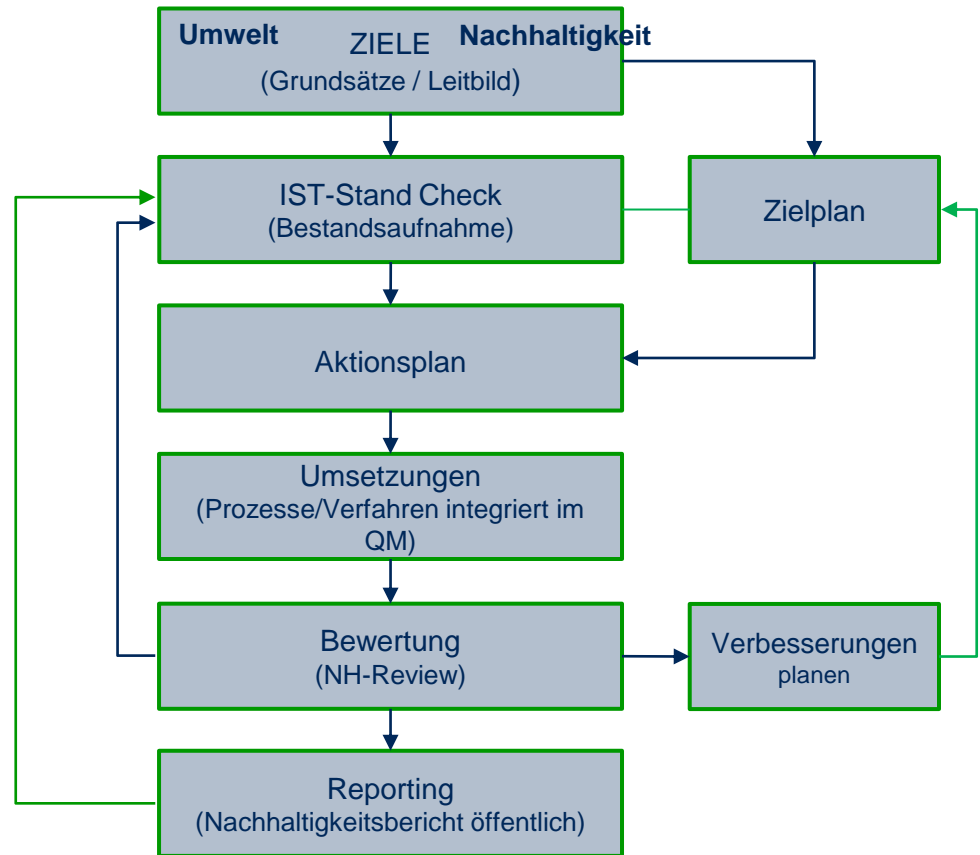 Umwelt ZIELE Nachhaltigkeit
(Grundsätze / Leitbild)
IST-Stand Check
(Bestandsaufnahme)
Zielplan
Aktionsplan
Umsetzungen
(Prozesse/Verfahren integriert im
QM)
Bewertung
(NH-Review)
Verbesserungen
planen
Reporting
(Nachhaltigkeitsbericht öffentlich)